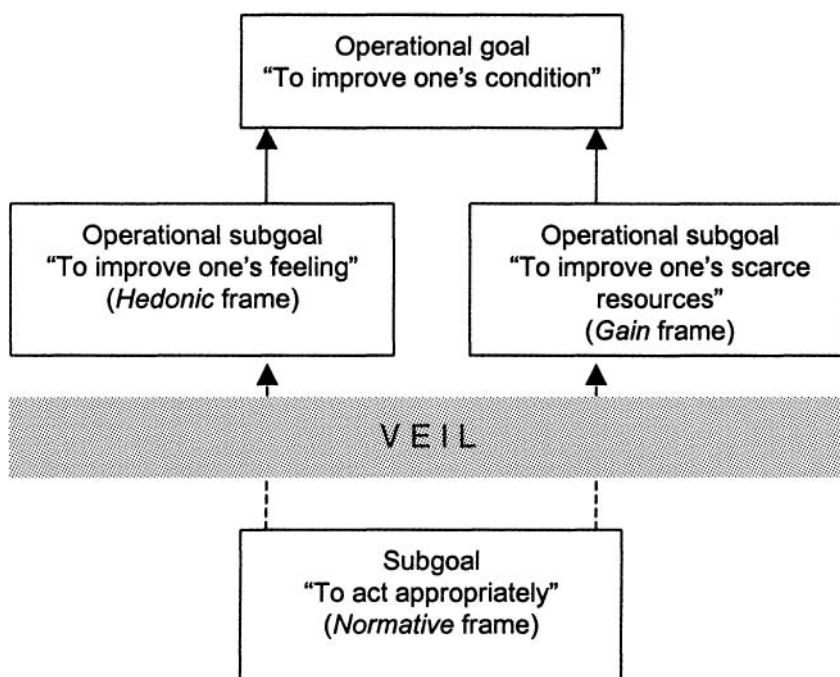 Operational goal
“To improve one’s condition”
Operational subgoal
“To improve one’s feeling”
(Hedonic frame)
Operational subgoal
“To improve one’s scarce
resources”
(Gain frame)
VEIL
Subgoal
“To act appropriately”
(Normative frame)